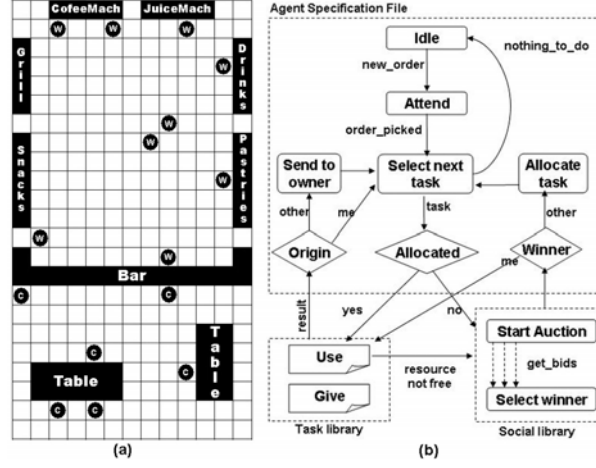 CofeeMach
JuiceMach
W
W
W
Grill
W
Drinks
W
W
Snacks
W
Pastries
W
W
Bar
C
C
Table
C
C
Table
C
C
(a)
Agent Specification File
Idle
nothing_to_do
new_order
Attend
order_picked
Send to
owner
Select next
task
Allocate
task
other
me
task
other
Origin
Allocated
Winner
me
result
yes
no
Use
Give
Task library
resource
not free
Start Auction
get_bids
Select winner
Social library
(b)